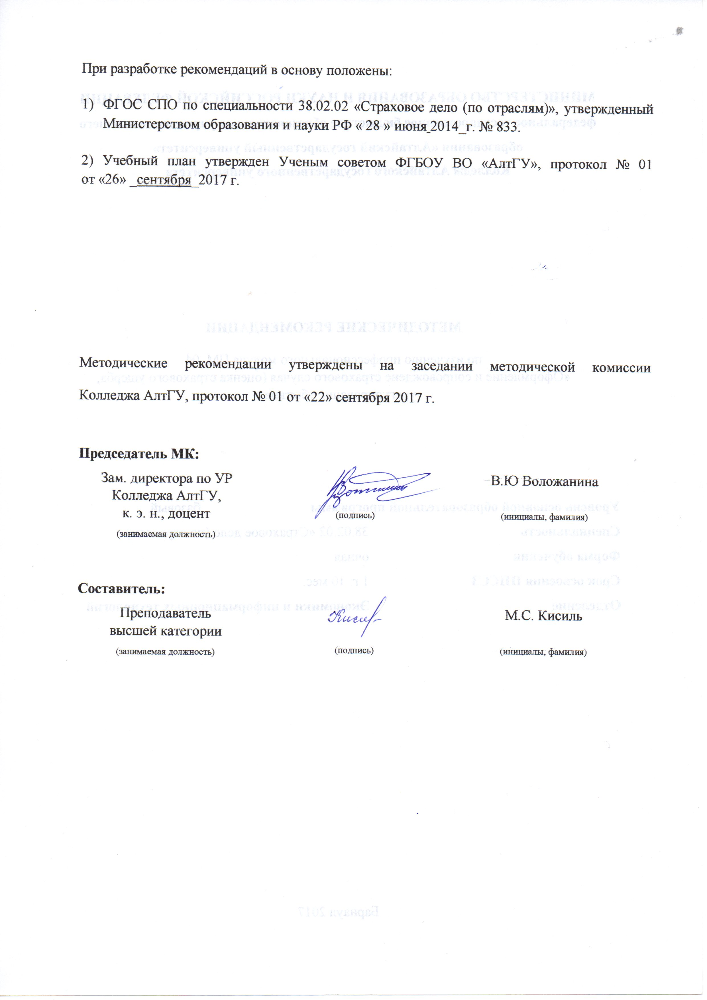 При разработке рекомендаций в основу положены:
1) ФГОС СПО по специальности 38.02.02 «Страховое дело (по отраслям)», утвержденный
Министерством образования и науки РФ « 28 » июня_2014_г. № 833.
2) Учебный план утвержден Ученым советом ФГБОУ ВО «АлтГУ», протокол № 01
от «26» _сентября_2017 г.
Методические рекомендации утверждены на заседании методической комиссии
Колледжа АлтГУ, протокол № 01 от «22» сентября 2017 г.
Председатель МК:
Зам. директора по УР
Колледжа АлтГУ,
к. э. н., доцент
(занимаемая должность)
(подпись)
В.Ю Воложанина
(инициалы, фамилия)
Составитель:
Преподаватель
высшей категории
(занимаемая должность)
(подпись)
М.С. Кисиль
(инициалы, фамилия)